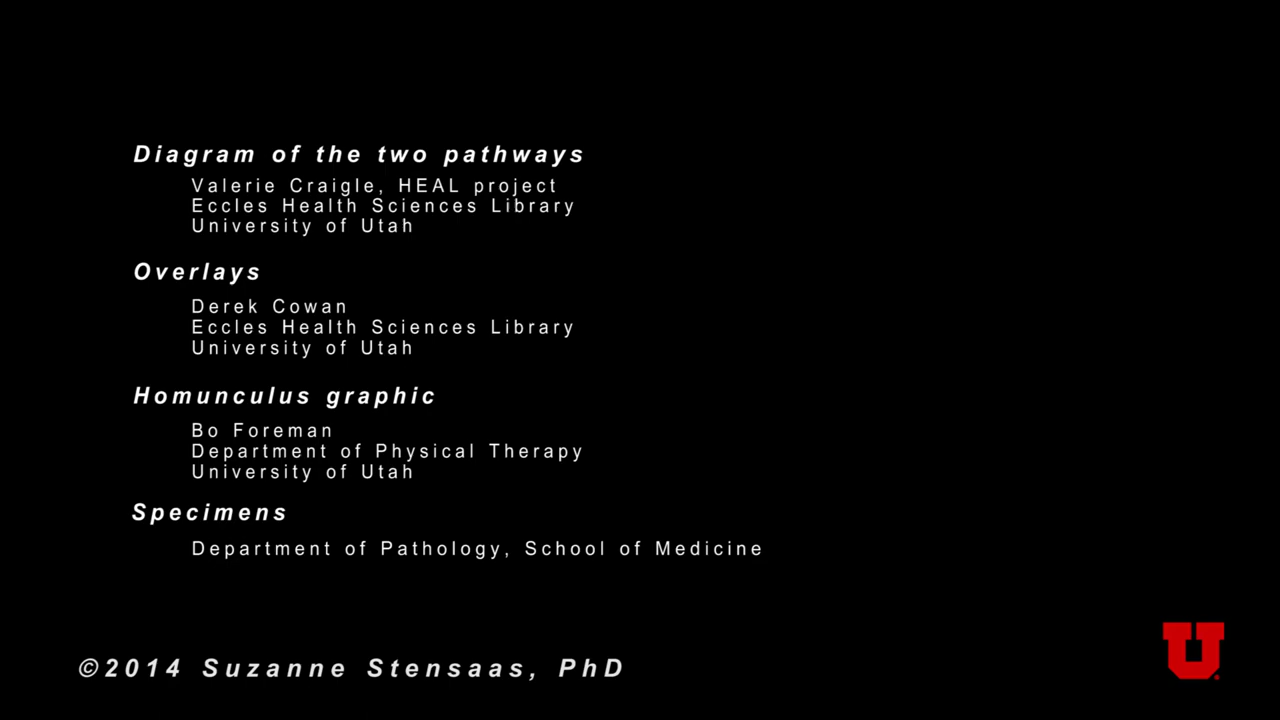 Diagram of the two pathways
Valerie Craigle, HEAL project
Eccles Health Sciences Library
University of Utah
Overlays
Derek Cowan
Eccles Health Sciences Library
University of Utah
Homunculus graphic
Bo Foreman
Department of Physical Therapy
University of Utah
Specimens
Department of Pathology, School of Medicine
©2014 Suzanne Stensaas, PhD
U